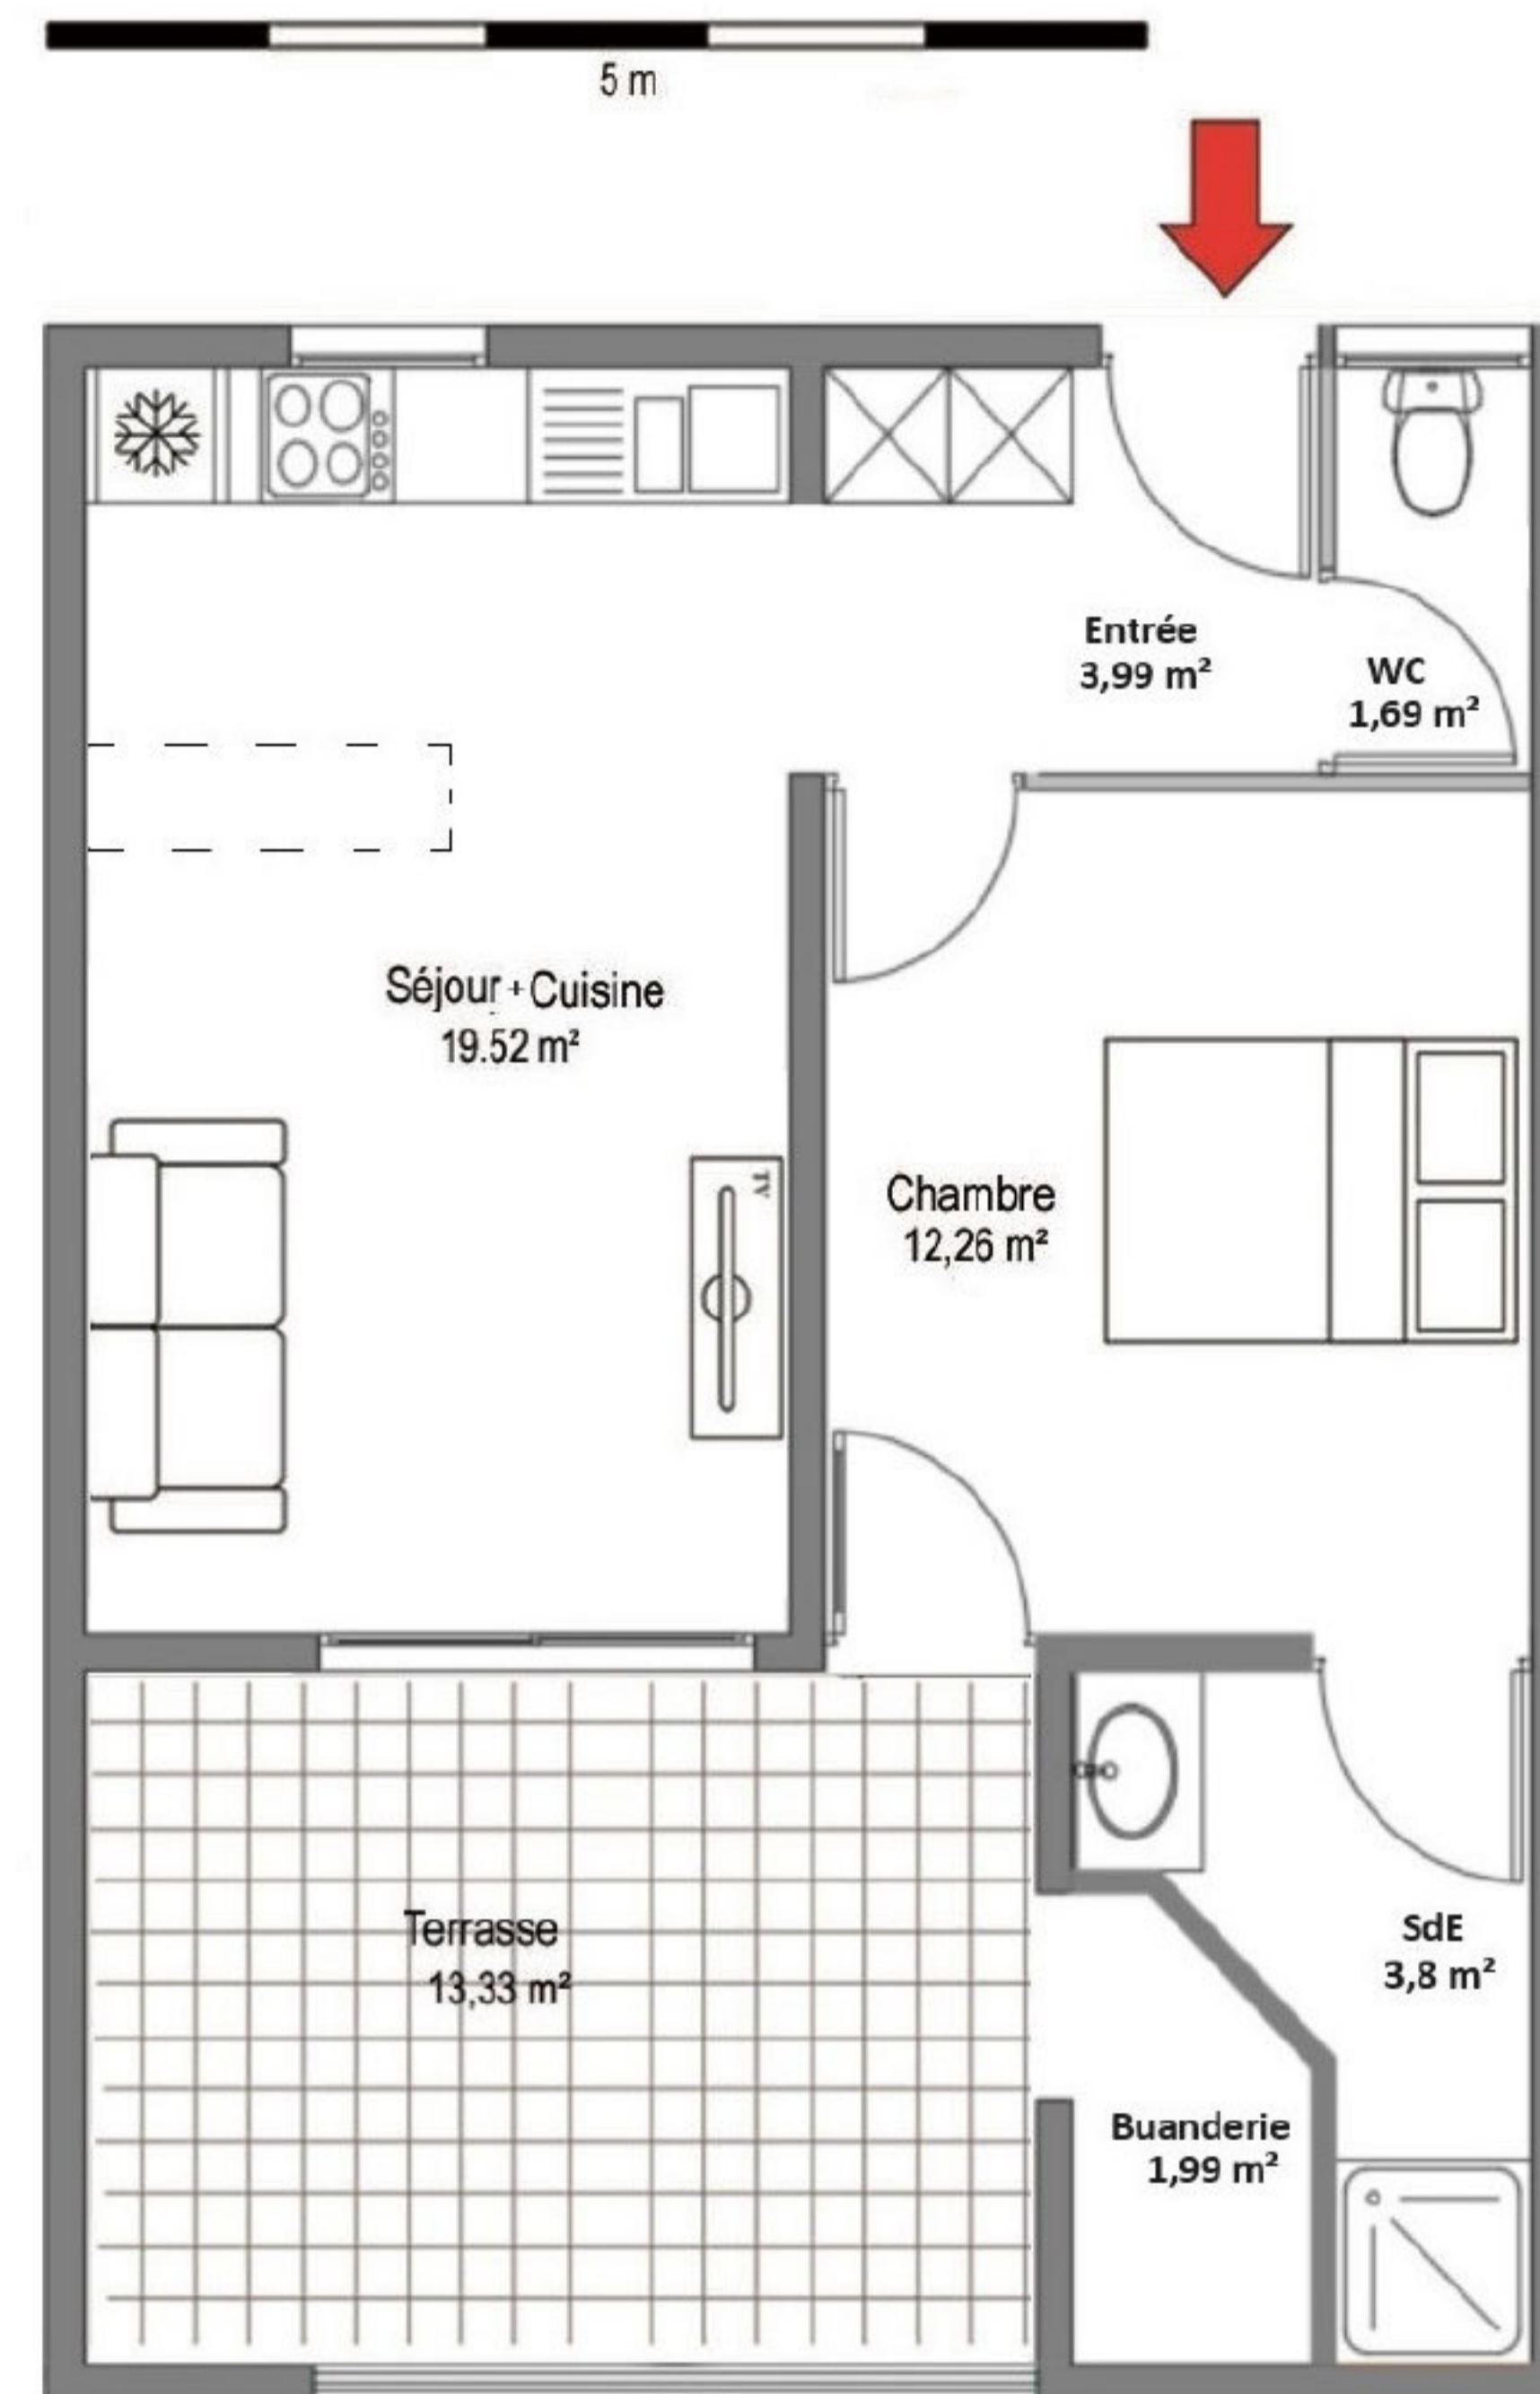 5 m
Entrée
3,99 m²
WC
1,69 m²
Séjour + Cuisine
19.52 m²
TV
Chambre
12,26 m²
Terrasse
13,33 m²
SdE
3,8 m²
Buanderie
1,99 m²